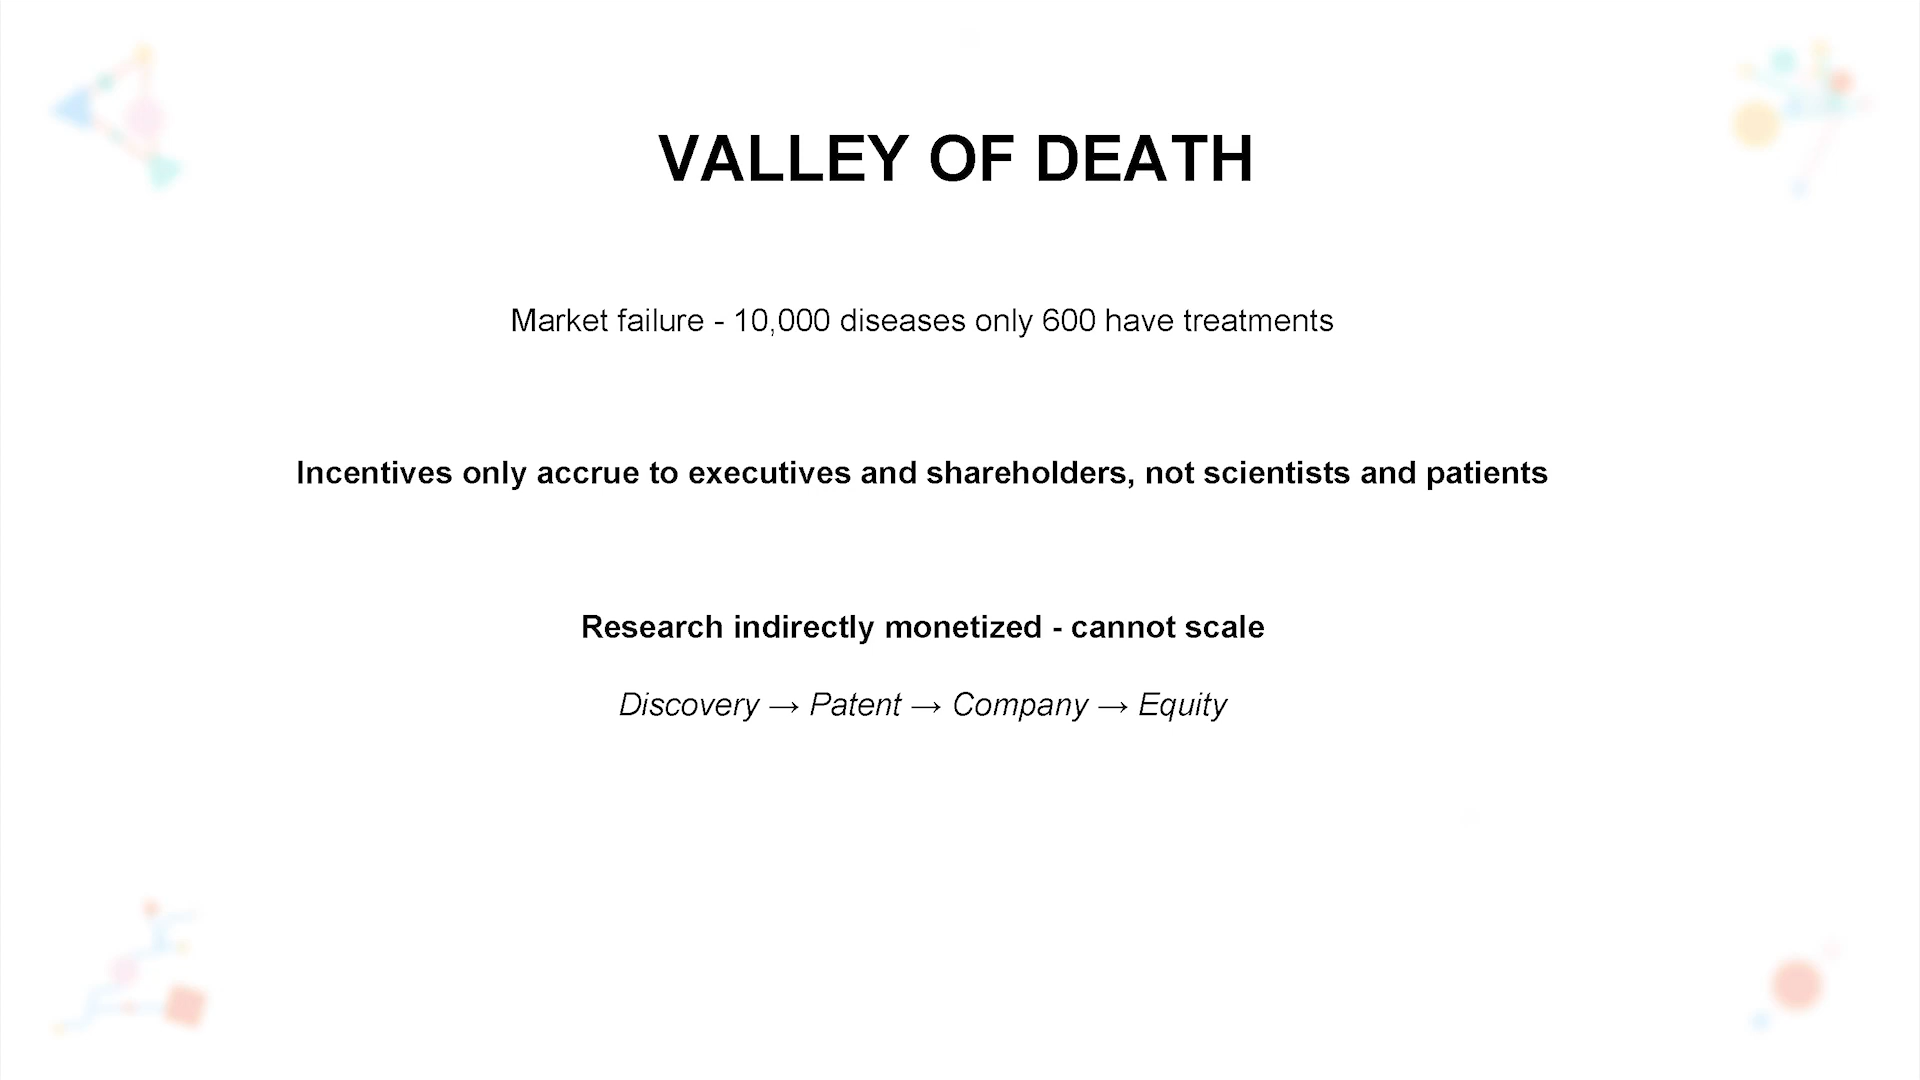 VALLEY OF DEATH
Market failure - 10,000 diseases only 600 have treatments
Incentives only accrue to executives and shareholders, not scientists and patients
Research indirectly monetized - cannot scale
Discovery → Patent → Company → Equity